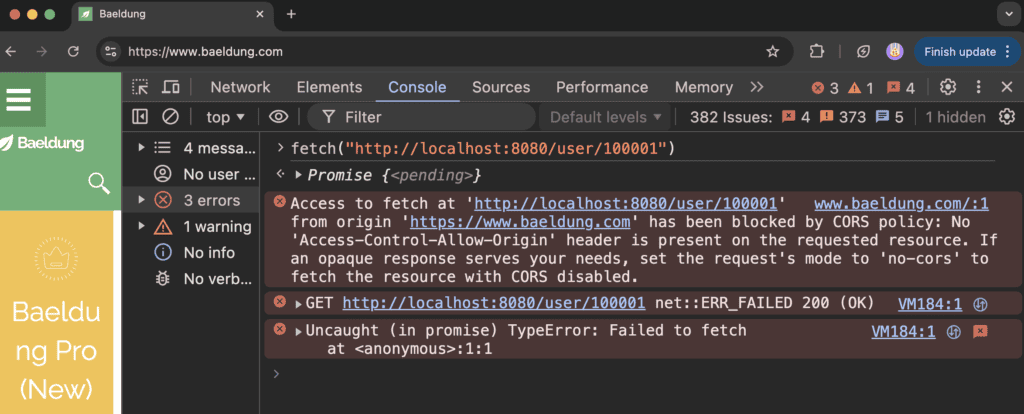 Baeldung
https://www.baeldung.com
Finish update
Network Elements Console Sources Performance Memory 3 1 4
top Filter Default levels 382 Issues: 4 373 5 1 hidden
Baeldung
4 messa...
No user ...
3 errors
1 warning
No info
No verb...
fetch("http://localhost:8080/user/100001")
Promise {<pending>}
Access to fetch at 'http://localhost:8080/user/100001' www.baeldung.com/:1
from origin 'https://www.baeldung.com' has been blocked by CORS policy: No
'Access-Control-Allow-Origin' header is present on the requested resource. If
an opaque response serves your needs, set the request's mode to 'no-cors' to
fetch the resource with CORS disabled.
GET http://localhost:8080/user/100001 net::ERR_FAILED 200 (OK) VM184:1
Uncaught (in promise) TypeError: Failed to fetch VM184:1
at <anonymous>:1:1
Baeldu
ng Pro
(New)